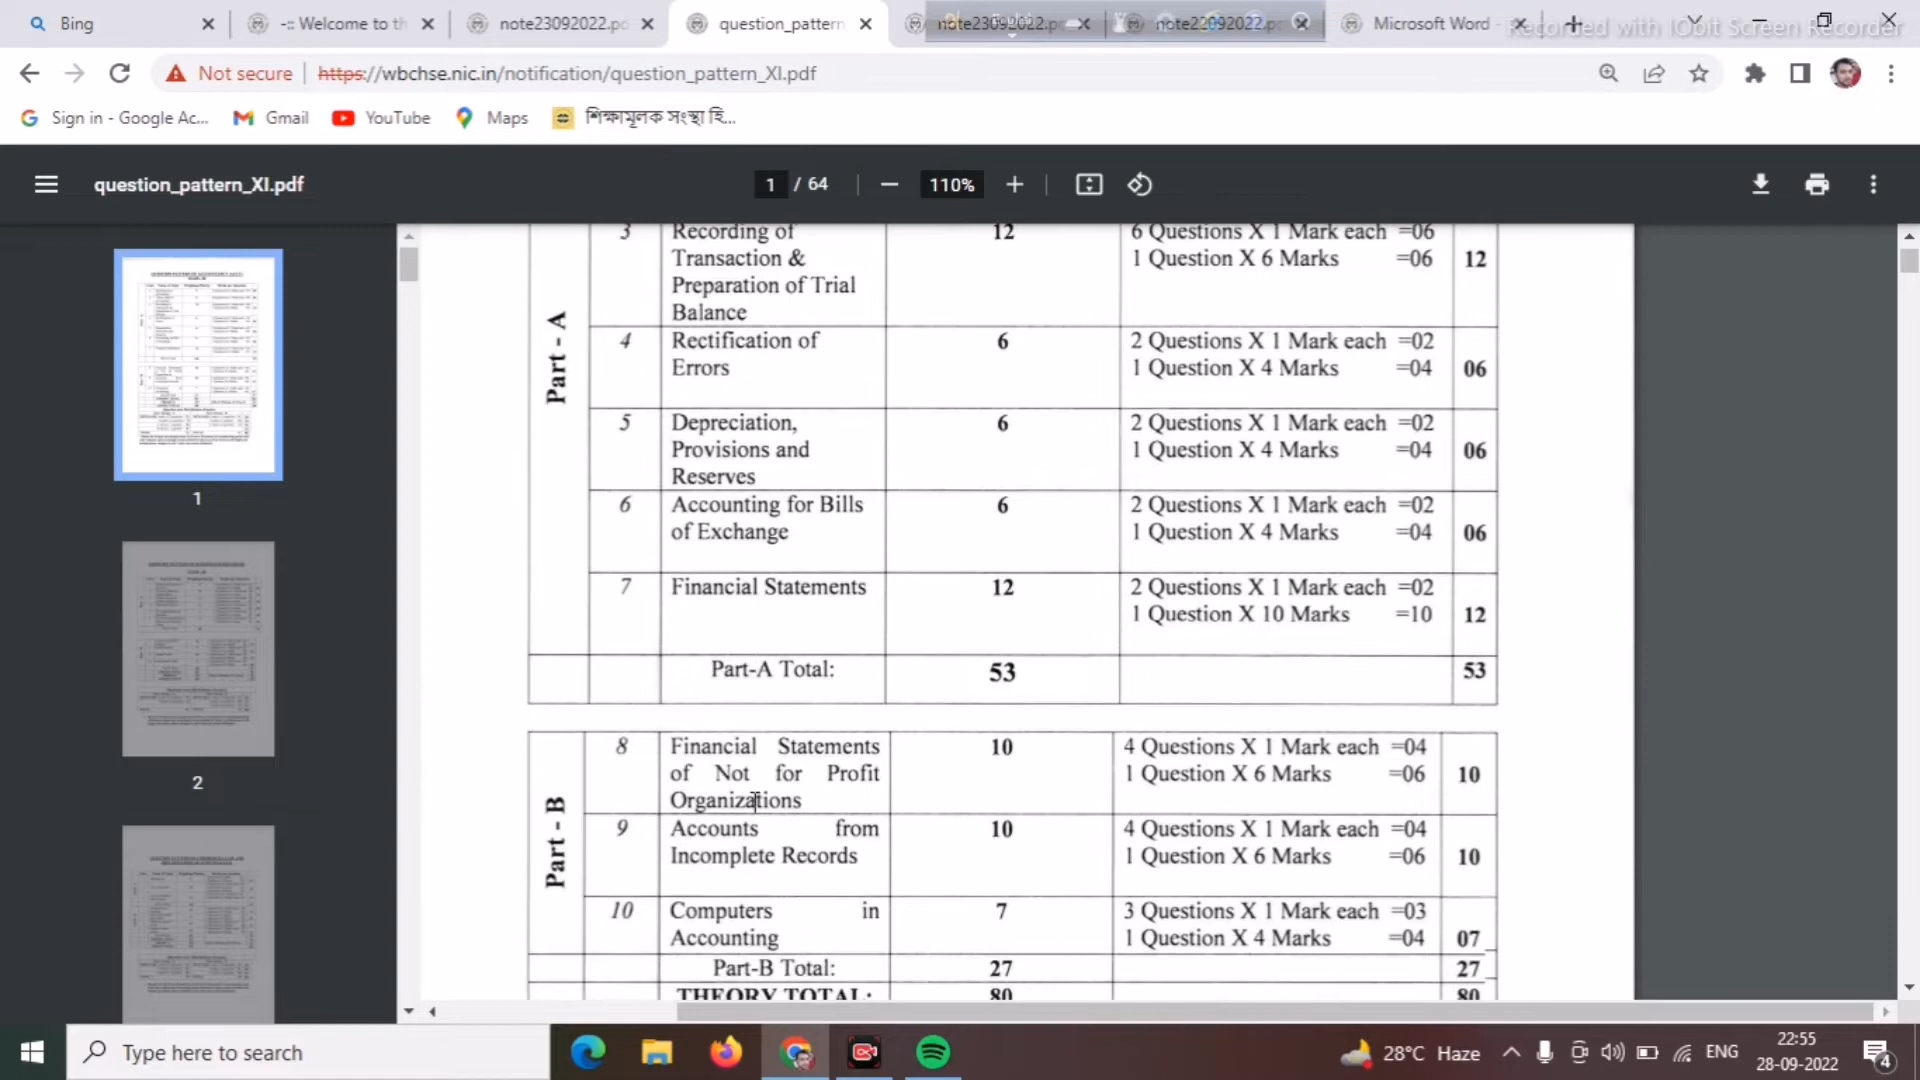 Bing
-:: Welcome to th
note23092022.po
question_pattern
note23092022.po
note22092022.po
Microsoft Word -
Recorded with IObit Screen Recorder
Not secure
https://wbchse.nic.in/notification/question_pattern_XI.pdf
Sign in - Google Ac...
Gmail
YouTube
Maps
শিক্ষামূলক সংস্থা হি...
question_pattern_XI.pdf
1 / 64
110%
1
2
Part - A
3 Recording of Transaction & Preparation of Trial Balance 12 6 Questions X 1 Mark each =06
1 Question X 6 Marks =06 12
4 Rectification of Errors 6 2 Questions X 1 Mark each =02
1 Question X 4 Marks =04 06
5 Depreciation, Provisions and Reserves 6 2 Questions X 1 Mark each =02
1 Question X 4 Marks =04 06
6 Accounting for Bills of Exchange 6 2 Questions X 1 Mark each =02
1 Question X 4 Marks =04 06
7 Financial Statements 12 2 Questions X 1 Mark each =02
1 Question X 10 Marks =10 12
Part-A Total: 53 53
Part - B
8 Financial Statements of Not for Profit Organizations 10 4 Questions X 1 Mark each =04
1 Question X 6 Marks =06 10
9 Accounts from Incomplete Records 10 4 Questions X 1 Mark each =04
1 Question X 6 Marks =06 10
10 Computers in Accounting 7 3 Questions X 1 Mark each =03
1 Question X 4 Marks =04 07
Part-B Total: 27 27
THEORY TOTAL: 80 80
Type here to search
28°C Haze
ENG
22:55
28-09-2022
4